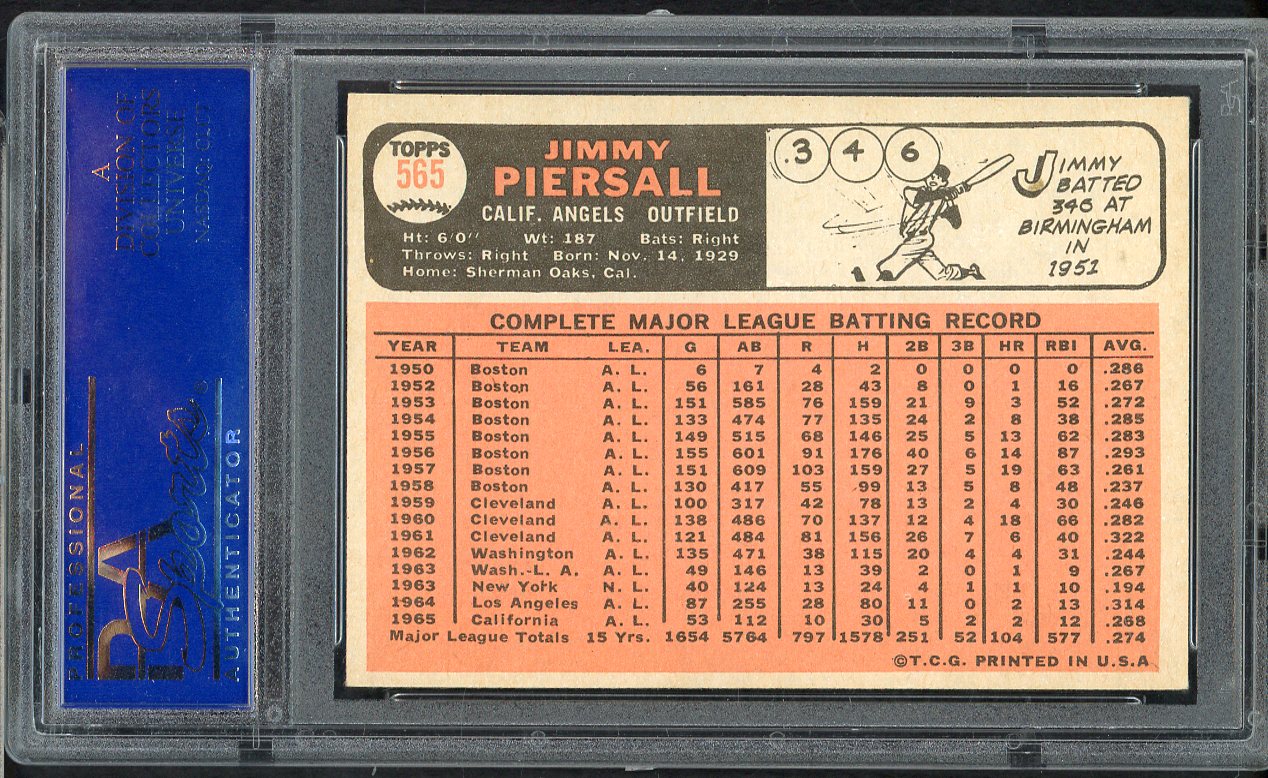 A
DIVISION OF
COLLECTORS
UNIVERSE
NASDAQ: CLCT
PROFESSIONAL
PSA
Sports
®
AUTHENTICATOR
TOPPS
565
JIMMY
PIERSALL
CALIF. ANGELS OUTFIELD
Ht: 6'0'' Wt: 187 Bats: Right
Throws: Right Born: Nov. 14, 1929
Home: Sherman Oaks, Cal.
.3 4 6
JIMMY
BATTED
346 AT
BIRMINGHAM
IN
1951
COMPLETE MAJOR LEAGUE BATTING RECORD
YEAR TEAM LEA. G AB R H 2B 3B HR RBI AVG.
1950 Boston A. L. 6 7 4 2 0 0 0 0 .286
1952 Boston A. L. 56 161 28 43 8 0 1 16 .267
1953 Boston A. L. 151 585 76 159 21 9 3 52 .272
1954 Boston A. L. 133 474 77 135 24 2 8 38 .285
1955 Boston A. L. 149 515 68 146 25 5 13 62 .283
1956 Boston A. L. 155 601 91 176 40 6 14 87 .293
1957 Boston A. L. 151 609 103 159 27 5 19 63 .261
1958 Boston A. L. 130 417 55 99 13 5 8 48 .237
1959 Cleveland A. L. 100 317 42 78 13 2 4 30 .246
1960 Cleveland A. L. 138 486 70 137 12 4 18 66 .282
1961 Cleveland A. L. 121 484 81 156 26 7 6 40 .322
1962 Washington A. L. 135 471 38 115 20 4 4 31 .244
1963 Wash.-L. A. A. L. 49 146 13 39 2 0 1 9 .267
1963 New York N. L. 40 124 13 24 4 1 1 10 .194
1964 Los Angeles A. L. 87 255 28 80 11 0 2 13 .314
1965 California A. L. 53 112 10 30 5 2 2 12 .268
Major League Totals 15 Yrs. 1654 5764 797 1578 251 52 104 577 .274
©T.C.G. PRINTED IN U.S.A